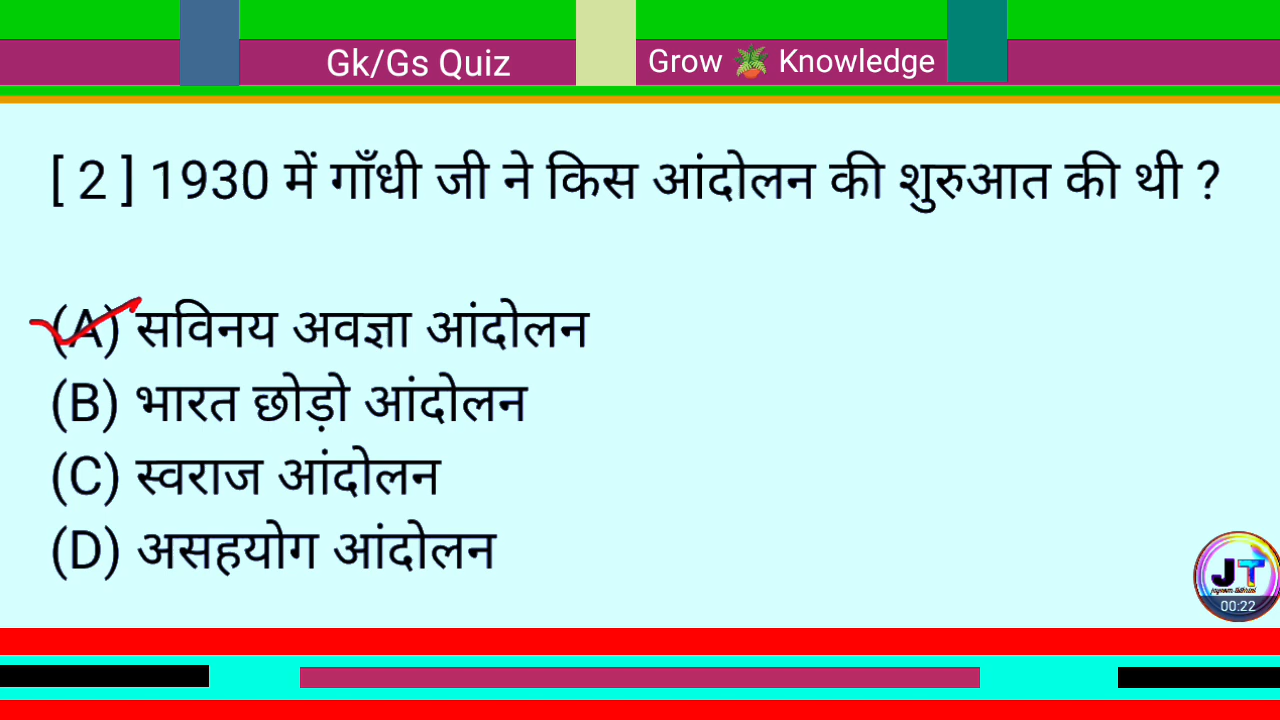 Gk/Gs Quiz
Grow Knowledge
[ 2 ] 1930 में गाँधी जी ने किस आंदोलन की शुरुआत की थी ?
(A) सविनय अवज्ञा आंदोलन
(B) भारत छोड़ो आंदोलन
(C) स्वराज आंदोलन
(D) असहयोग आंदोलन
JT
00:22